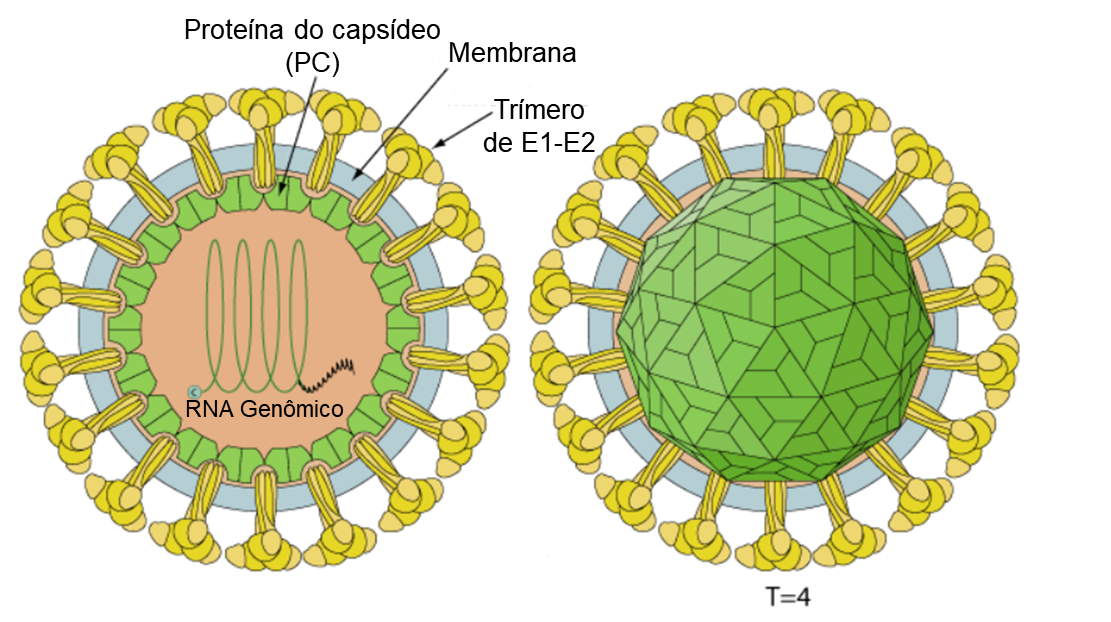 Proteína do capsídeo
(PC)
Membrana
Trímero
de E1-E2
c
RNA Genômico
T=4